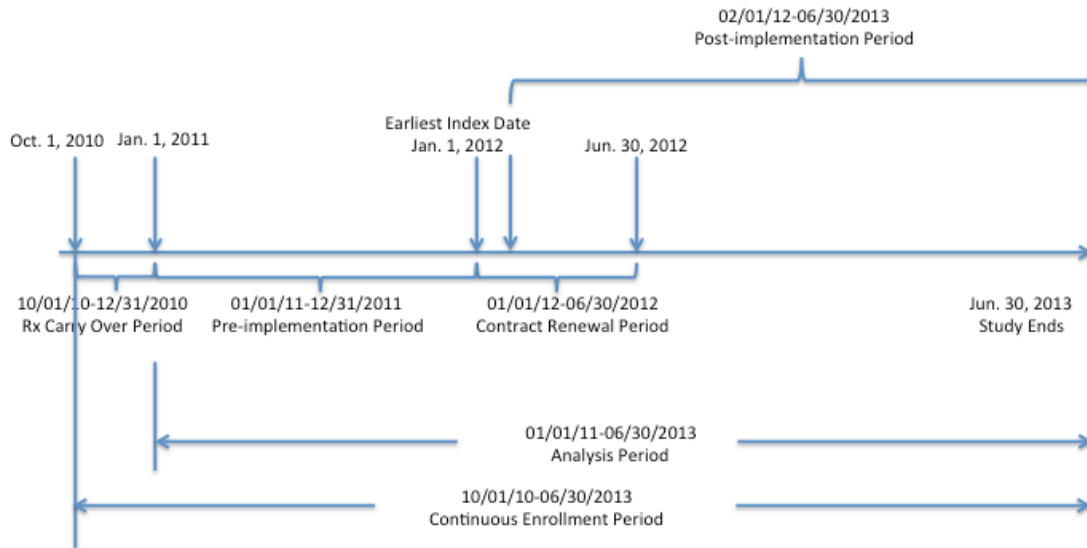 02/01/12-06/30/2013
Post-implementation Period
Earliest Index Date
Oct. 1, 2010
Jan. 1, 2011
Jan. 1, 2012
Jun. 30, 2012
10/01/10-12/31/2010
Rx Carry Over Period
01/01/11-12/31/2011
Pre-implementation Period
01/01/12-06/30/2012
Contract Renewal Period
Jun. 30, 2013
Study Ends
01/01/11-06/30/2013
Analysis Period
10/01/10-06/30/2013
Continuous Enrollment Period